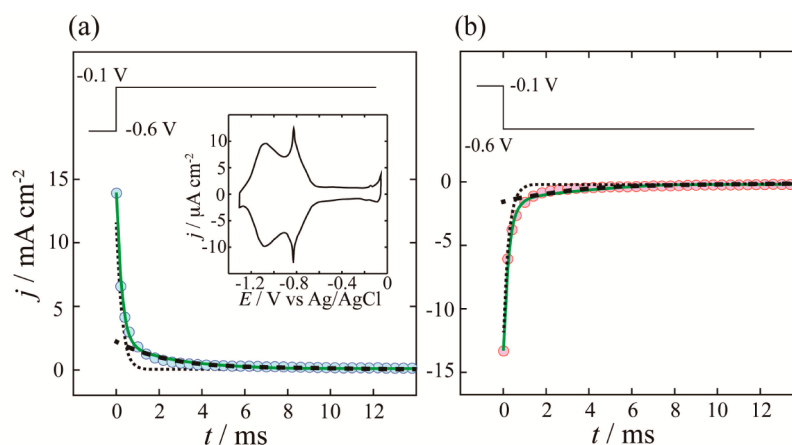 (a)
-0.1 V
-0.6 V
10
5
0
-5
-10
j / μA cm⁻²
-1.2
-0.8
-0.4
0
E / V vs Ag/AgCl
15
10
5
0
j / mA cm⁻²
0
2
4
6
8
10
12
t / ms
(b)
-0.1 V
-0.6 V
0
-5
-10
-15
0
2
4
6
8
10
12
t / ms